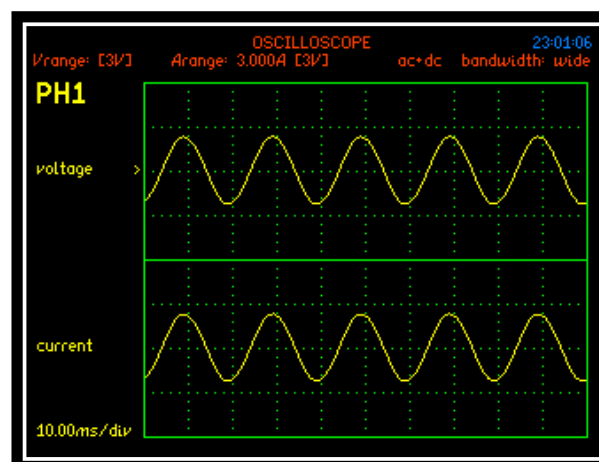 OSCILLOSCOPE 23:01:06
Vrange: [3V] Arange: 3.000A [3V] ac+dc bandwidth: wide
PH1
voltage >
current
10.00ms/div